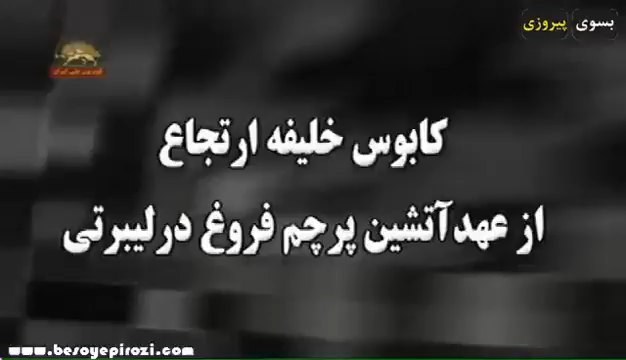 بسوی پیروزی
کابوس خلیفه ارتجاع
از عهدآتشین پرچم فروغ درلیبرتی
www.besoyepirozi.com